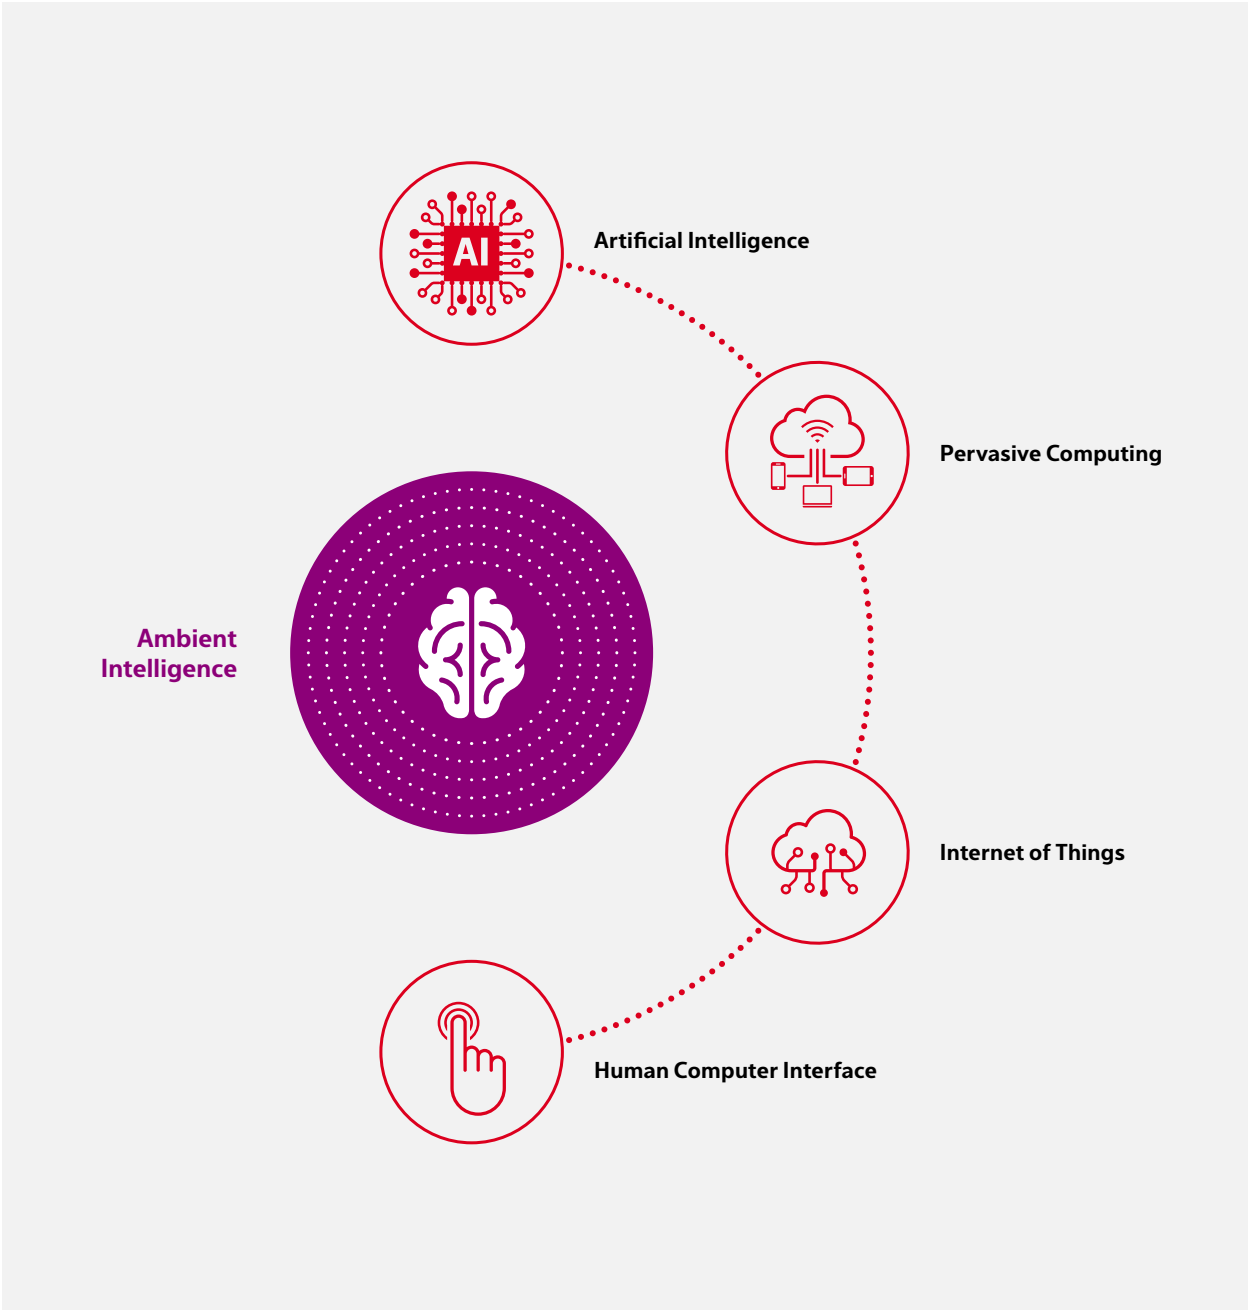 Artificial Intelligence
AI
Pervasive Computing
Ambient
Intelligence
Internet of Things
Human Computer Interface